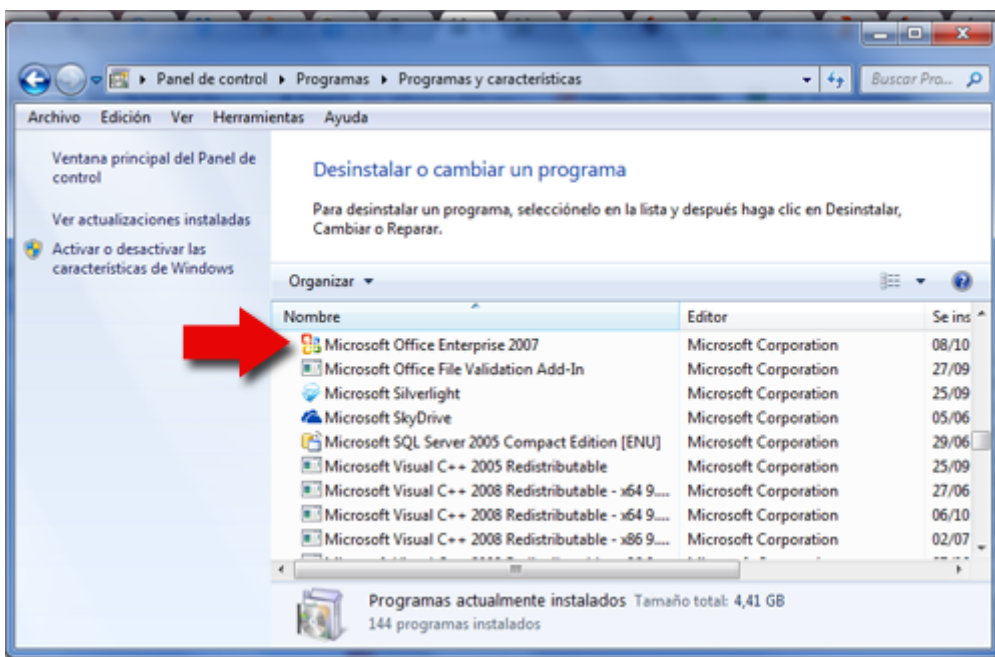 Panel de control ▸ Programas ▸ Programas y características
Buscar Pro...
Archivo Edición Ver Herramientas Ayuda
Ventana principal del Panel de
control
Ver actualizaciones instaladas
Activar o desactivar las
características de Windows
Desinstalar o cambiar un programa
Para desinstalar un programa, selecciónelo en la lista y después haga clic en Desinstalar,
Cambiar o Reparar.
Organizar
Nombre Editor Se ins
Microsoft Office Enterprise 2007 Microsoft Corporation 08/10
Microsoft Office File Validation Add-In Microsoft Corporation 27/09
Microsoft Silverlight Microsoft Corporation 25/09
Microsoft SkyDrive Microsoft Corporation 05/06
Microsoft SQL Server 2005 Compact Edition [ENU] Microsoft Corporation 29/06
Microsoft Visual C++ 2005 Redistributable Microsoft Corporation 25/09
Microsoft Visual C++ 2008 Redistributable - x64 9.... Microsoft Corporation 27/06
Microsoft Visual C++ 2008 Redistributable - x64 9.... Microsoft Corporation 06/10
Microsoft Visual C++ 2008 Redistributable - x86 9.... Microsoft Corporation 02/07
Programas actualmente instalados Tamaño total: 4,41 GB
144 programas instalados